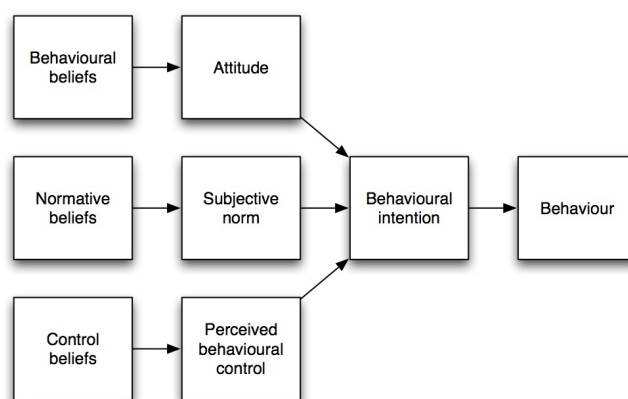 Behavioural
beliefs
Attitude
Normative
beliefs
Subjective
norm
Behavioural
intention
Behaviour
Control
beliefs
Perceived
behavioural
control